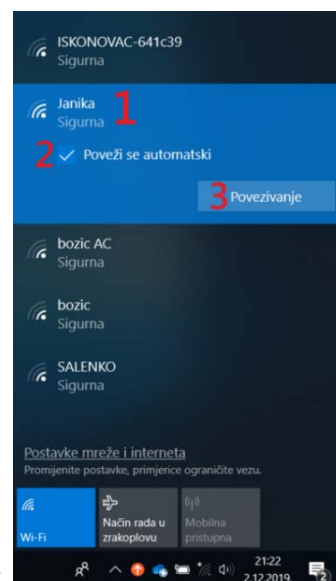 ISKONOVAC-641c39
Sigurna
Janika 1
Sigurna
2 Poveži se automatski
3 Povezivanje
bozic AC
Sigurna
bozic
Sigurna
SALENKO
Sigurna
Postavke mreže i interneta
Promijenite postavke, primjerice ograničite vezu.
Wi-Fi
Način rada u
zrakoplovu
Mobilna
pristupna
21:22
2.12.2019.